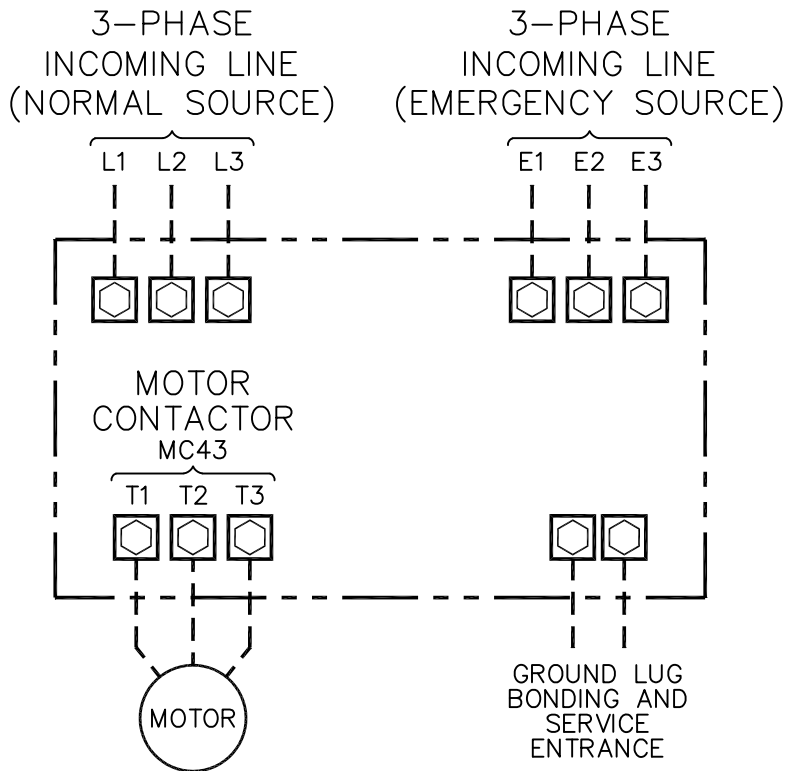 3-PHASE
INCOMING LINE
(NORMAL SOURCE)
L1 L2 L3
3-PHASE
INCOMING LINE
(EMERGENCY SOURCE)
E1 E2 E3
MOTOR
CONTACTOR
MC43
T1 T2 T3
MOTOR
GROUND LUG
BONDING AND
SERVICE
ENTRANCE